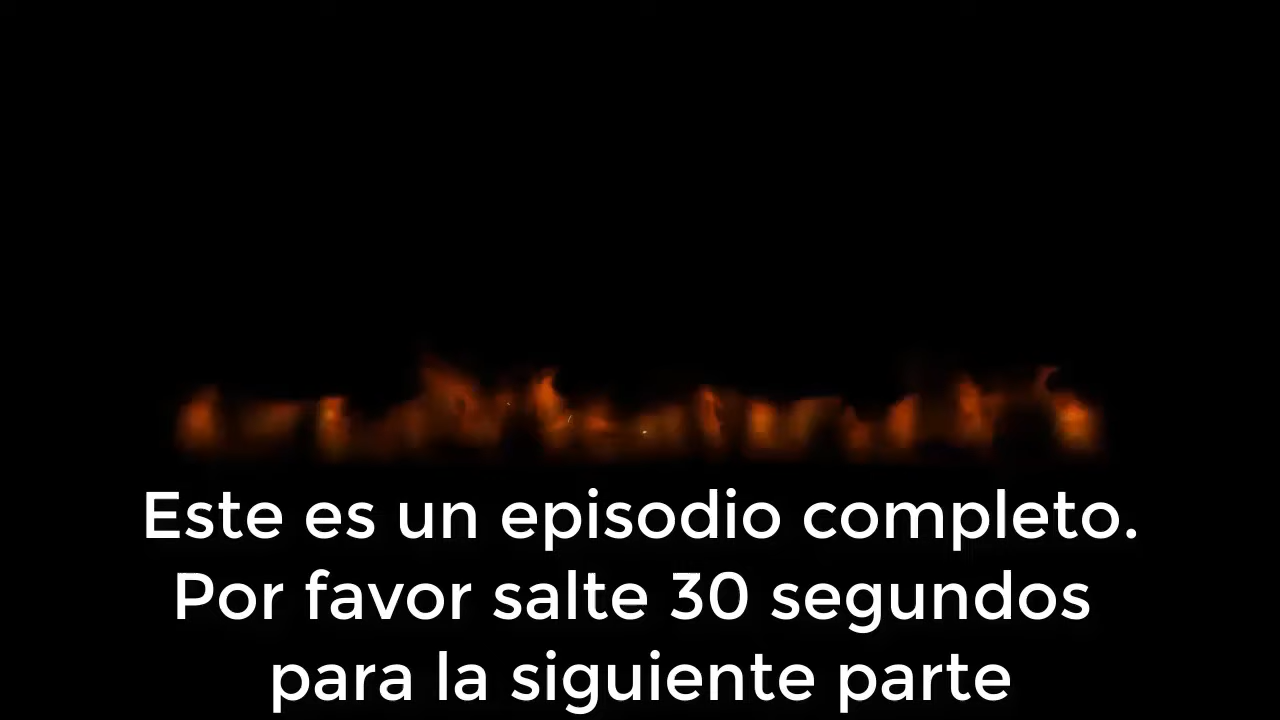 Este es un episodio completo.
Por favor salte 30 segundos
para la siguiente parte